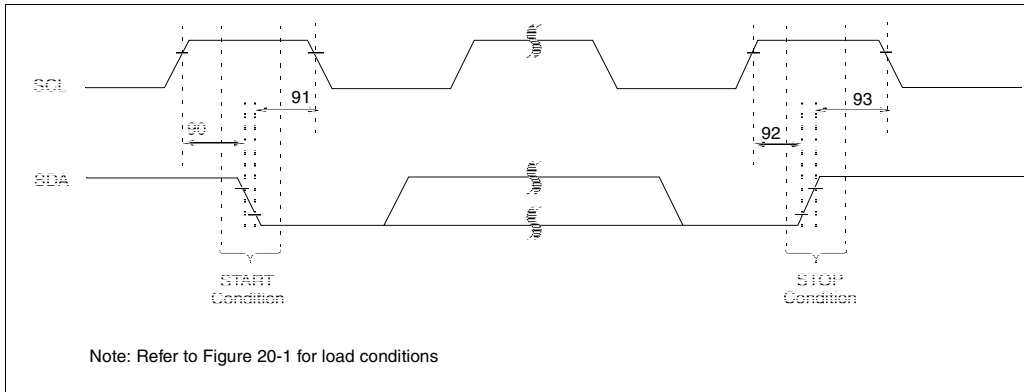 SCL
91
93
90
92
SDA
START
Condition
STOP
Condition
Note: Refer to Figure 20-1 for load conditions